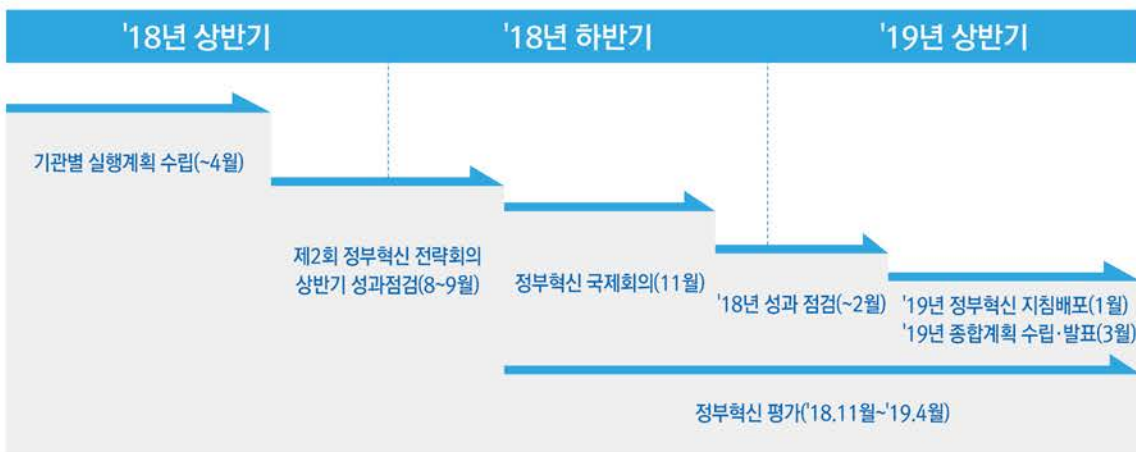 '18년 상반기
'18년 하반기
'19년 상반기
기관별 실행계획 수립(~4월)
제2회 정부혁신 전략회의
상반기 성과점검(8~9월)
정부혁신 국제회의(11월)
'18년 성과 점검(~2월)
'19년 정부혁신 지침배포(1월)
'19년 종합계획 수립·발표(3월)
정부혁신 평가('18.11월~'19.4월)